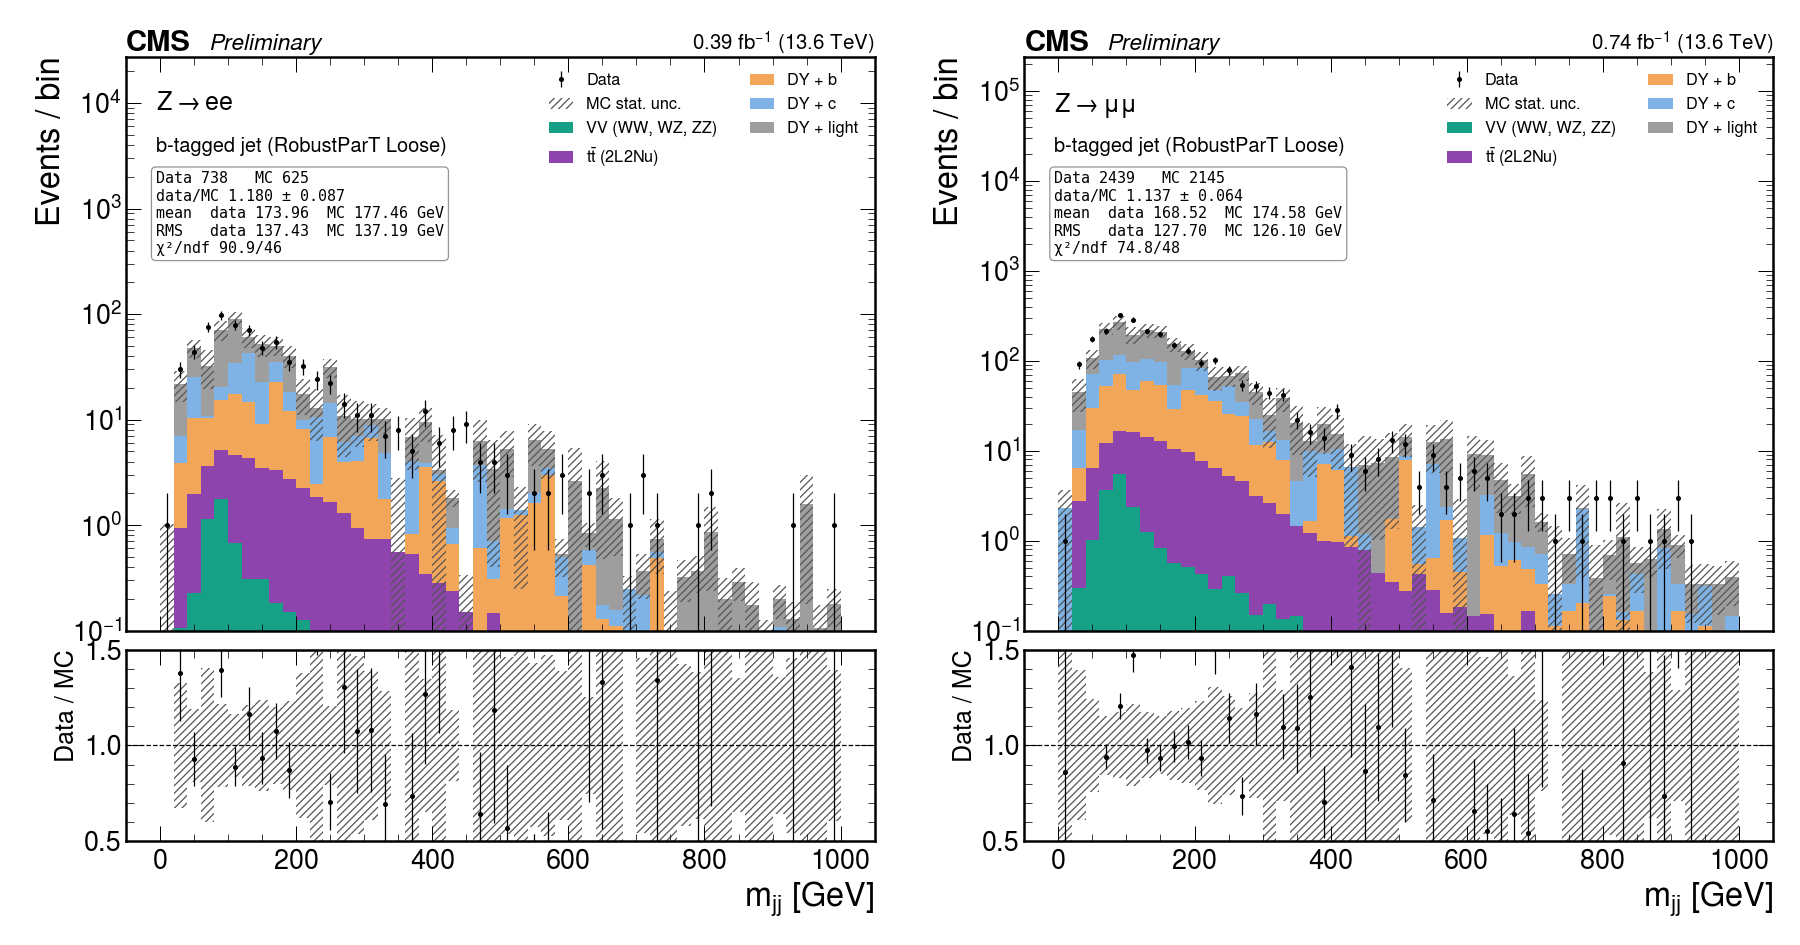 CMS Preliminary 0.39 fb⁻¹ (13.6 TeV)
Events / bin
10⁴
10³
10²
10¹
10⁰
10⁻¹
Z → ee
b-tagged jet (RobustParT Loose)
Data 738   MC 625
data/MC 1.180 ± 0.087
mean  data 173.96  MC 177.46 GeV
RMS   data 137.43  MC 137.19 GeV
χ²/ndf 90.9/46
Data
MC stat. unc.
VV (WW, WZ, ZZ)
tt̄ (2L2Nu)
DY + b
DY + c
DY + light
Data / MC
1.5
1.0
0.5
0 200 400 600 800 1000
m_jj [GeV]
CMS Preliminary 0.74 fb⁻¹ (13.6 TeV)
Events / bin
10⁵
10⁴
10³
10²
10¹
10⁰
10⁻¹
Z → μμ
b-tagged jet (RobustParT Loose)
Data 2439   MC 2145
data/MC 1.137 ± 0.064
mean  data 168.52  MC 174.58 GeV
RMS   data 127.70  MC 126.10 GeV
χ²/ndf 74.8/48
Data
MC stat. unc.
VV (WW, WZ, ZZ)
tt̄ (2L2Nu)
DY + b
DY + c
DY + light
Data / MC
1.5
1.0
0.5
0 200 400 600 800 1000
m_jj [GeV]